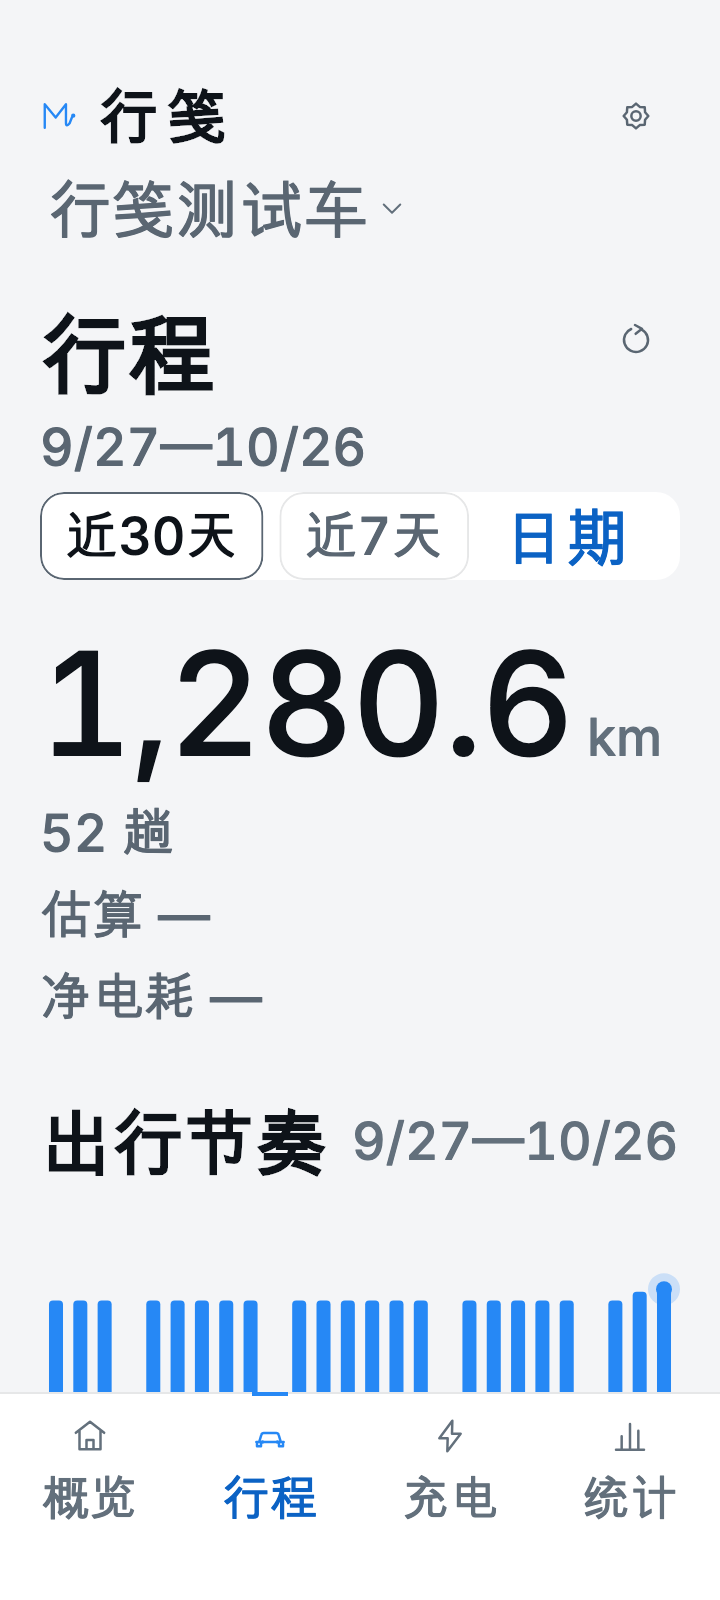 行笺
行笺测试车
行程
9/27—10/26
近30天 近7天 日期
1,280.6 km
52 趟
估算 —
净电耗 —
出行节奏 9/27—10/26
概览 行程 充电 统计